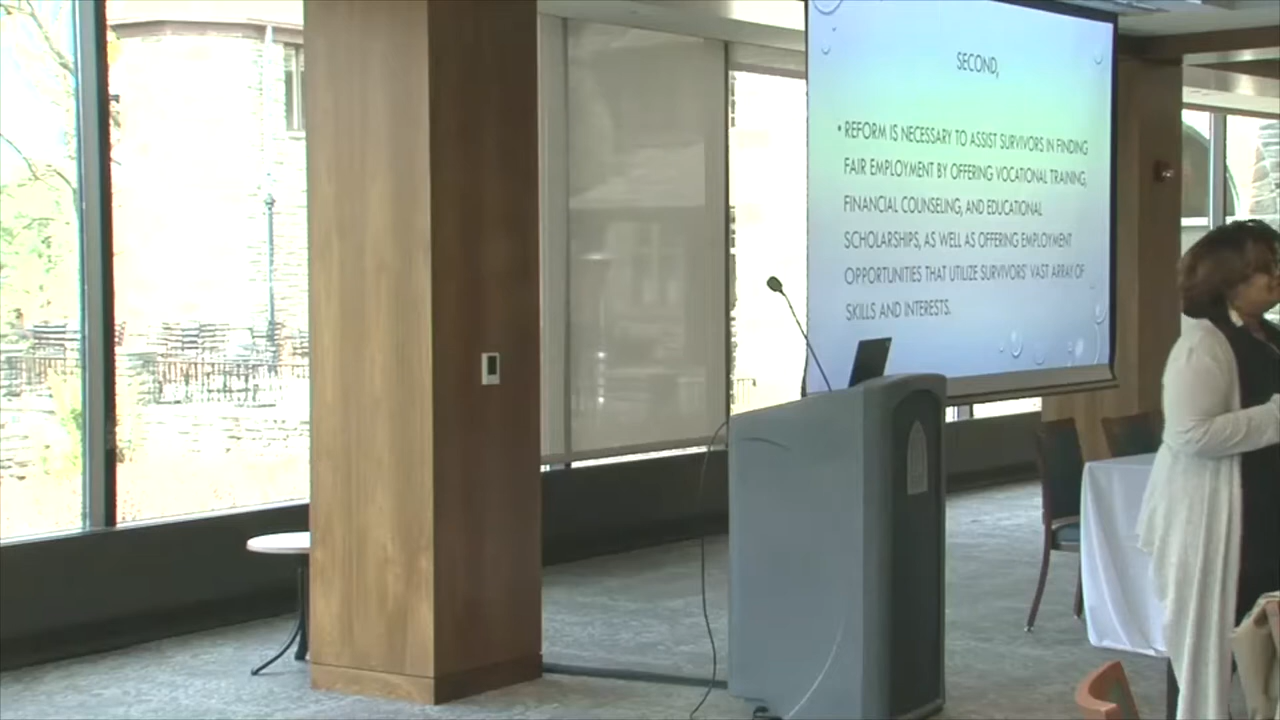 SECOND,
• REFORM IS NECESSARY TO ASSIST SURVIVORS IN FINDING
FAIR EMPLOYMENT BY OFFERING VOCATIONAL TRAINING,
FINANCIAL COUNSELING, AND EDUCATIONAL
SCHOLARSHIPS, AS WELL AS OFFERING EMPLOYMENT
OPPORTUNITIES THAT UTILIZE SURVIVORS' VAST ARRAY OF
SKILLS AND INTERESTS.